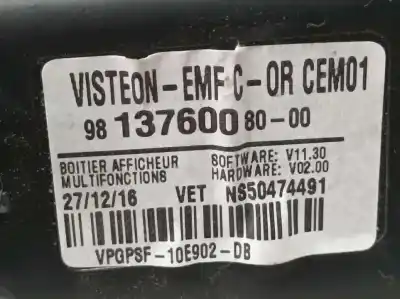 VISTEON-EMF C-OR CEM01
98 137600 80-00
BOITIER AFFICHEUR
MULTIFONCTIONS
SOFTWARE: V11.30
HARDWARE: V02.00
27/12/16 VET NS50474491
VPGPSF-10E902-DB